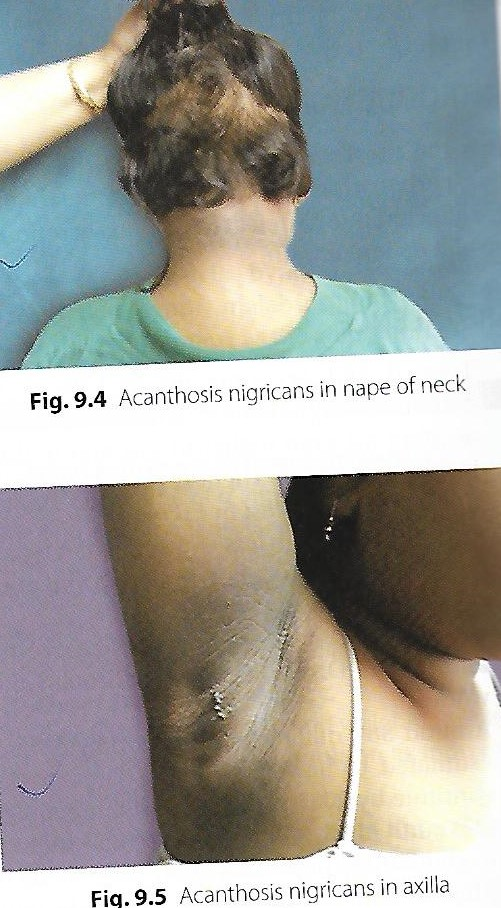 Fig. 9.4 Acanthosis nigricans in nape of neck
Fig. 9.5 Acanthosis nigricans in axilla